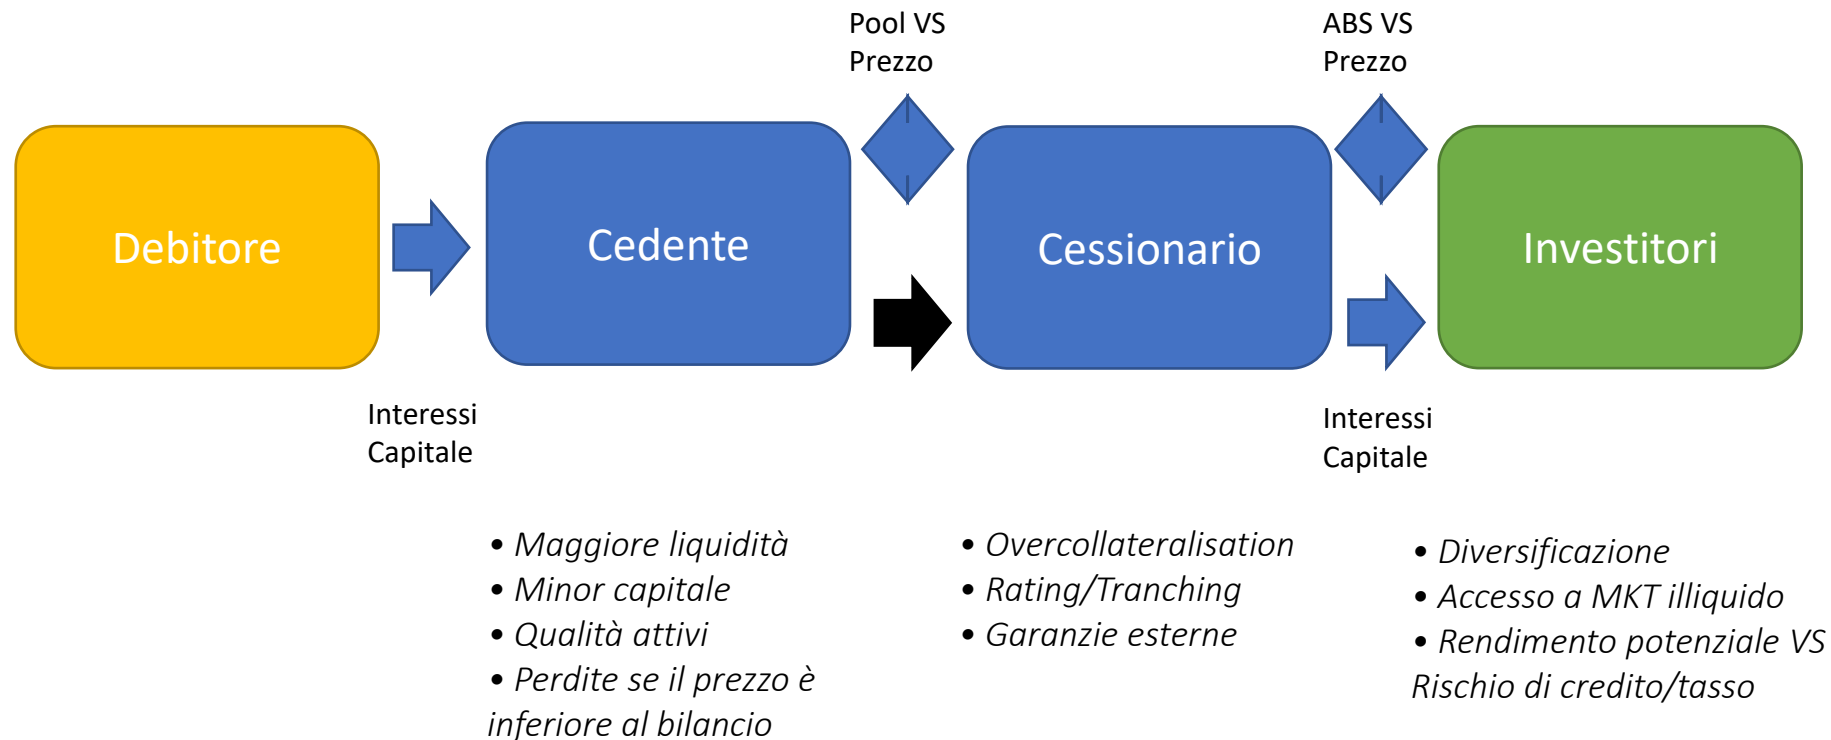 Pool VS
Prezzo
ABS VS
Prezzo
Debitore
Cedente
Cessionario
Investitori
Interessi
Capitale
Interessi
Capitale
• Maggiore liquidità
• Minor capitale
• Qualità attivi
• Perdite se il prezzo è
inferiore al bilancio
• Overcollateralisation
• Rating/Tranching
• Garanzie esterne
• Diversificazione
• Accesso a MKT illiquido
• Rendimento potenziale VS
Rischio di credito/tasso